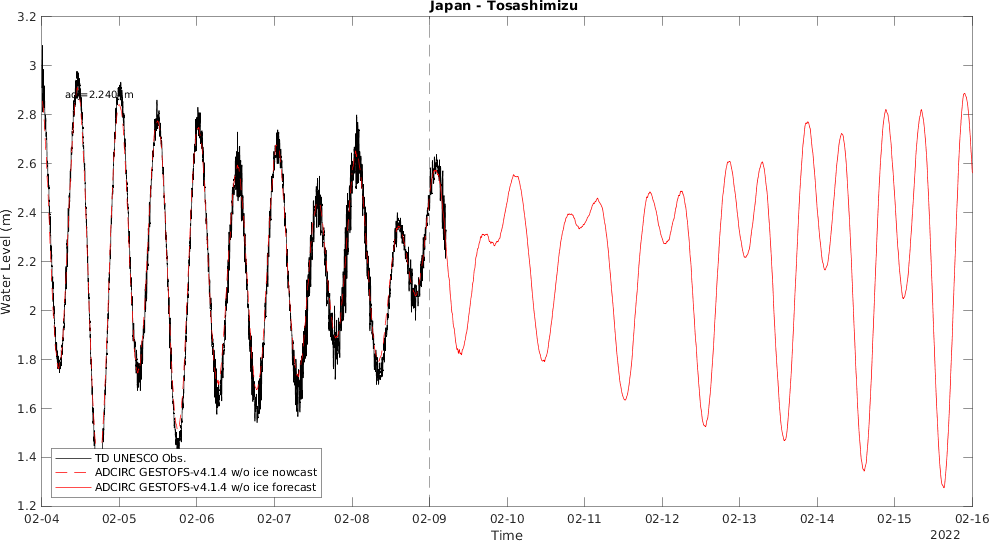 Japan - Tosashimizu
3.2
3
2.8
2.6
2.4
2.2
2
1.8
1.6
1.4
1.2
Water Level (m)
m
TD UNESCO Obs.
ADCIRC GESTOFS-v4.1.4 w/o ice nowcast
ADCIRC GESTOFS-v4.1.4 w/o ice forecast
02-04 02-05 02-06 02-07 02-08 02-09 02-10 02-11 02-12 02-13 02-14 02-15 02-16
Time
2022